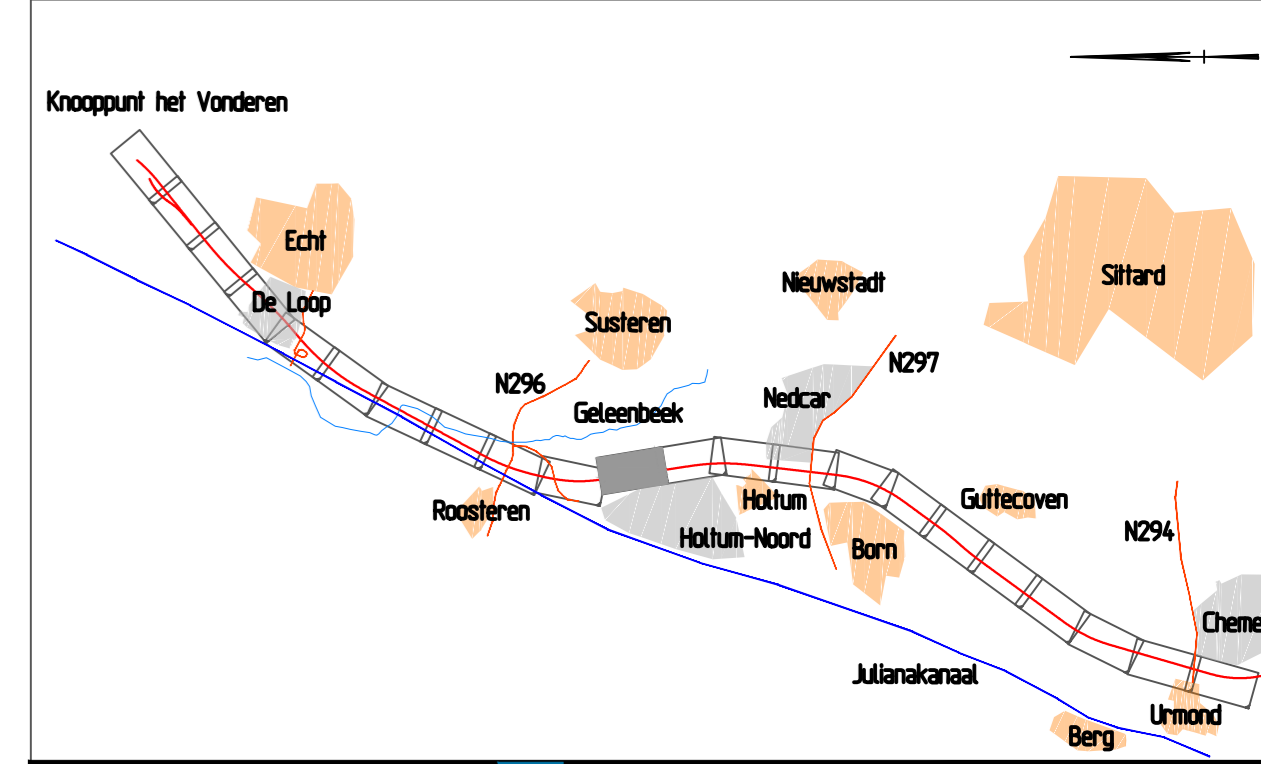 Knooppunt het Vonderen
Echt
Sittard
Nieuwstadt
De Loop
Susteren
N297
N296
Nedcar
Geleenbeek
Holtum
Guttecoven
Roosteren
N294
Holtum-Noord
Born
Cheme
Julianakanaal
Urmond
Berg